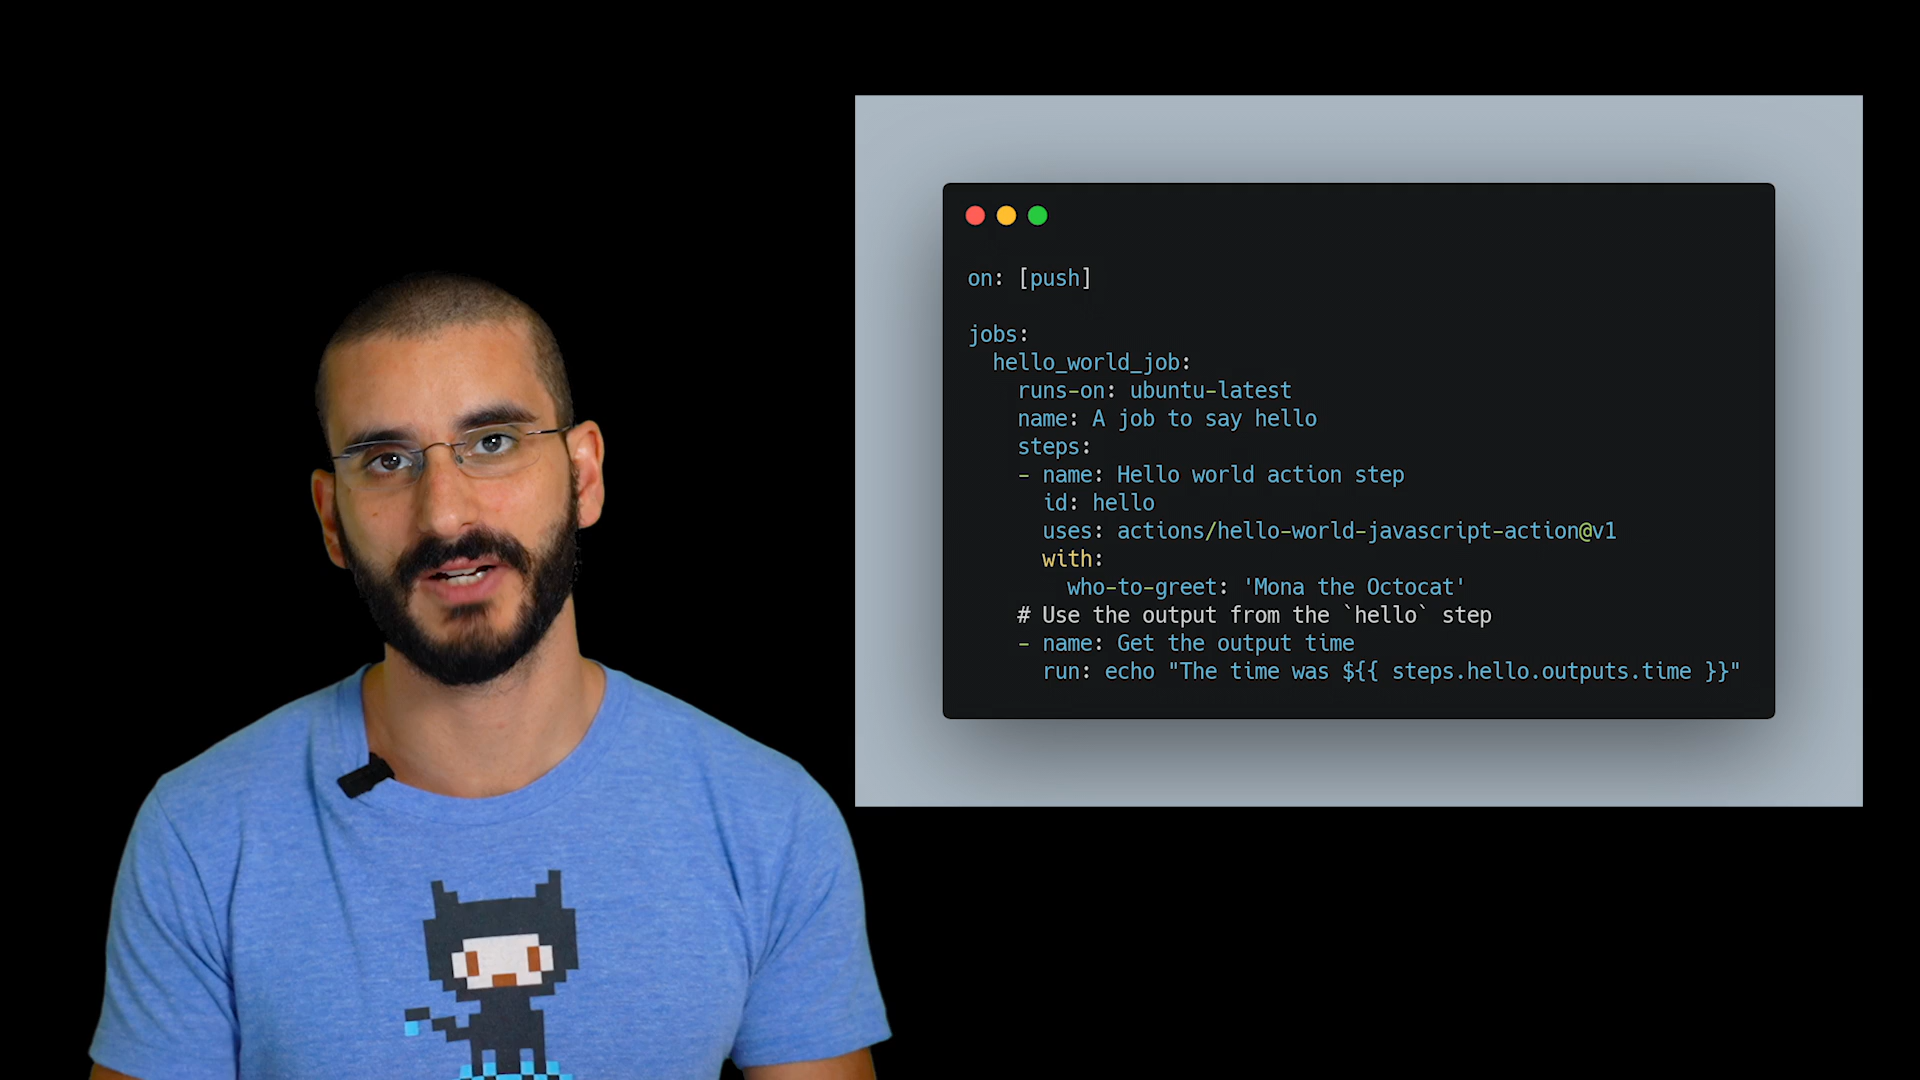 on: [push]
jobs:
hello_world_job:
runs-on: ubuntu-latest
name: A job to say hello
steps:
- name: Hello world action step
id: hello
uses: actions/hello-world-javascript-action@v1
with:
who-to-greet: 'Mona the Octocat'
# Use the output from the `hello` step
- name: Get the output time
run: echo "The time was ${{ steps.hello.outputs.time }}"